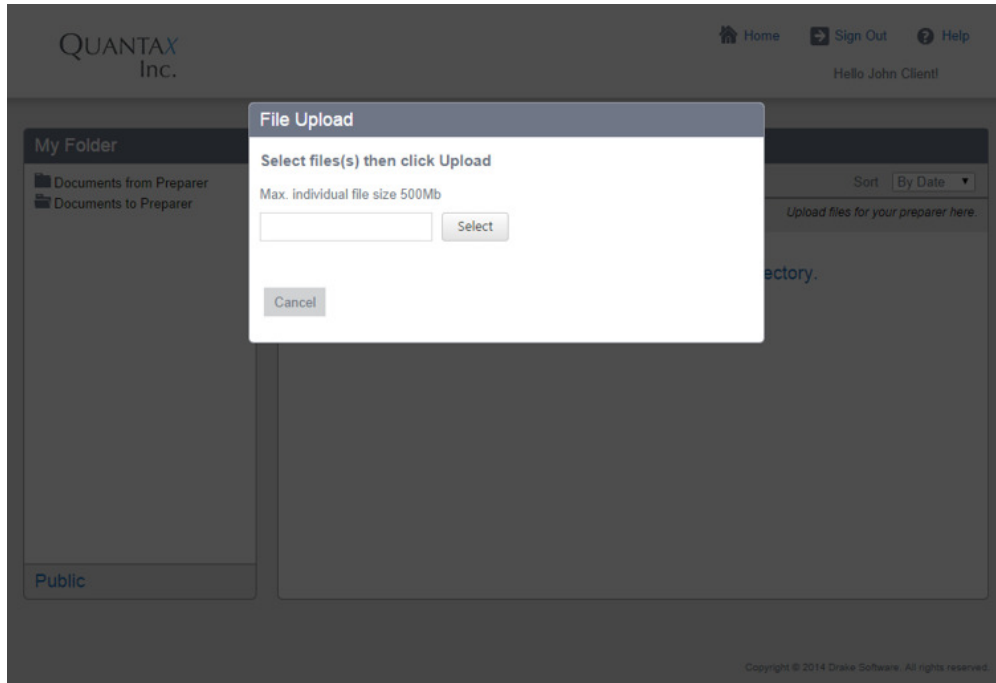 QUANTAX
Inc.
Home
Sign Out
Help
Hello John Client!
File Upload
My Folder
Select files(s) then click Upload
Documents from Preparer
Max. individual file size 500Mb
Sort By Date
Documents to Preparer
Upload files for your preparer here.
Select
ectory.
Cancel
Public
Copyright © 2014 Drake Software. All rights reserved.